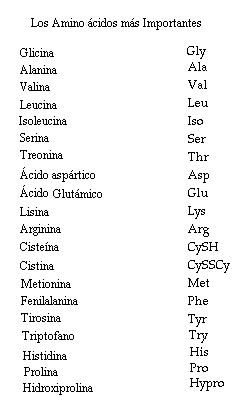 Los Amino ácidos más Importantes
Glicina Gly
Alanina Ala
Valina Val
Leucina Leu
Isoleucina Iso
Serina Ser
Treonina Thr
Ácido aspártico Asp
Ácido Glutámico Glu
Lisina Lys
Arginina Arg
Cisteína CySH
Cistina CySSCy
Metionina Met
Fenilalanina Phe
Tirosina Tyr
Triptofano Try
Histidina His
Prolina Pro
Hidroxiprolina Hypro